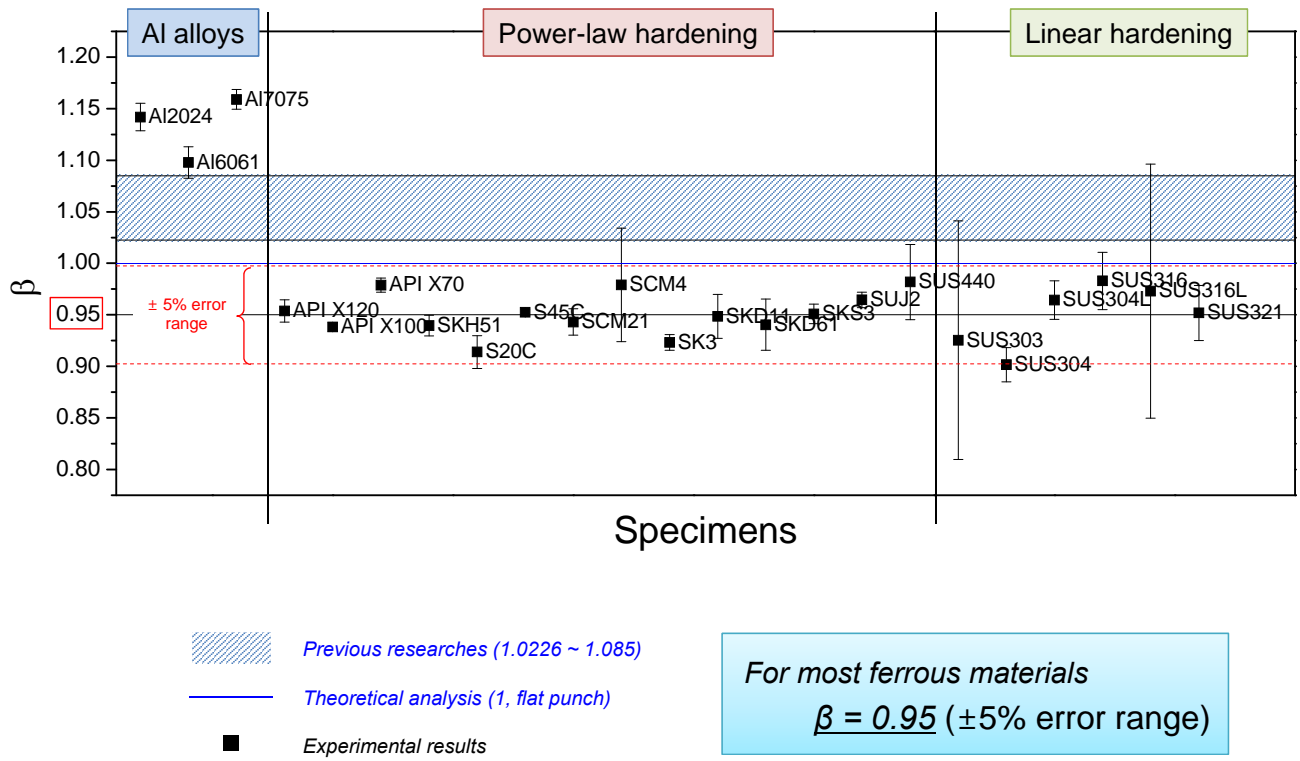 Al alloys
Power-law hardening
Linear hardening
1.20
1.15
1.10
1.05
1.00
0.95
0.90
0.85
0.80
β
Al2024
Al6061
Al7075
± 5% error
range
API X120
API X100
API X70
SKH51
S20C
S45C
SCM21
SCM4
SK3
SKD11
SKD61
SKS3
SUJ2
SUS440
SUS303
SUS304
SUS304L
SUS316
SUS316L
SUS321
Specimens
Previous researches (1.0226 ~ 1.085)
Theoretical analysis (1, flat punch)
Experimental results
For most ferrous materials
β = 0.95 (±5% error range)